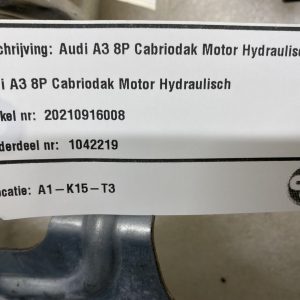 chrijving: Audi A3 8P Cabriodak Motor Hydraulisc
i A3 8P Cabriodak Motor Hydraulisch
kel nr: 20210916008
derdeel nr: 1042219
catie: A1-K15-T3